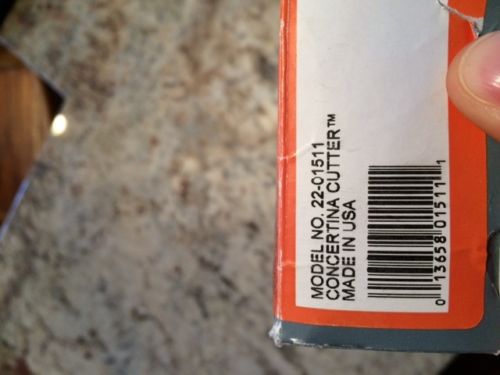 MODEL NO. 22-01511
CONCERTINA CUTTER™
MADE IN USA
0 13658 01511 1